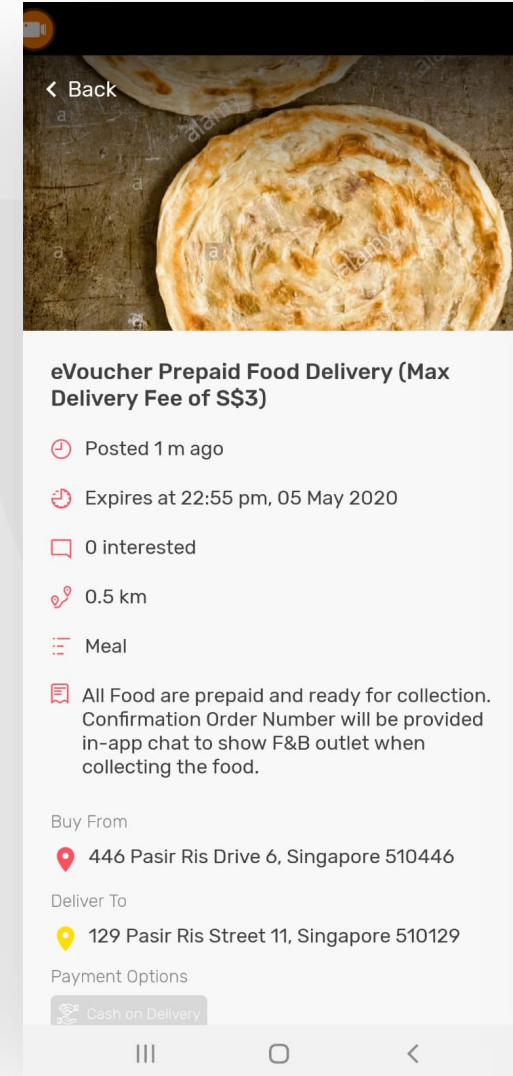 Back
alamy
a
alamy
a
a
a
alamy
a
eVoucher Prepaid Food Delivery (Max
Delivery Fee of S$3)
Posted 1 m ago
Expires at 22:55 pm, 05 May 2020
0 interested
0.5 km
Meal
All Food are prepaid and ready for collection.
Confirmation Order Number will be provided
in-app chat to show F&B outlet when
collecting the food.
Buy From
446 Pasir Ris Drive 6, Singapore 510446
Deliver To
129 Pasir Ris Street 11, Singapore 510129
Payment Options
Cash on Delivery